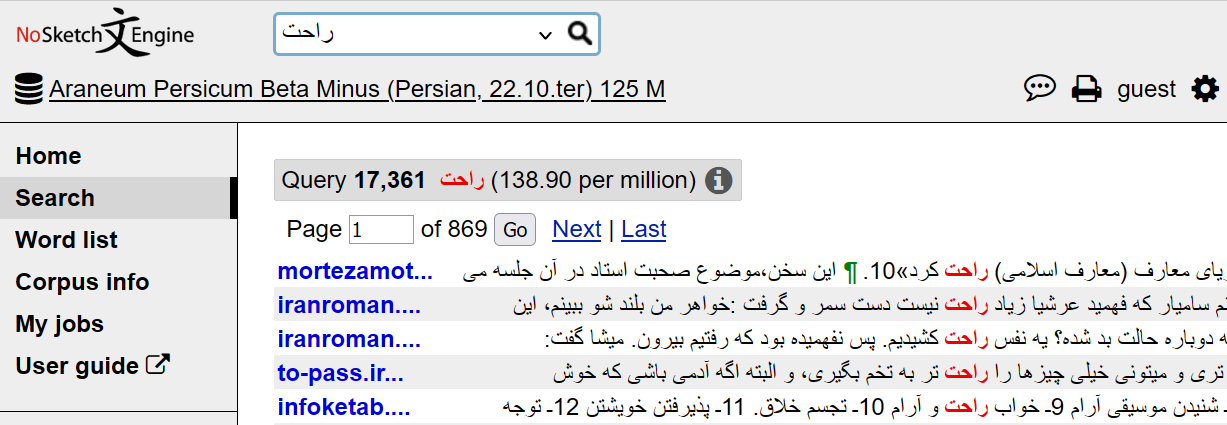 NoSketch Engine
راحت
Araneum Persicum Beta Minus (Persian, 22.10.ter) 125 M
guest
Home
Search
Word list
Corpus info
My jobs
User guide
Query 17,361 راحت (138.90 per million)
Page 1 of 869 Go Next | Last
mortezamot... ریای معارف (معارف اسلامی) راحت کرد»10. ¶ این سخن،موضوع صحبت استاد در آن جلسه می
iranroman.... سامیار که فهمید عرشیا زیاد راحت نیست دست سمر و گرفت :خواهر من بلند شو ببینم، این
iranroman.... دوباره حالت بد شده؟ یه نفس راحت کشیدیم. پس نفهمیده بود که رفتیم بیرون. میشا گفت:
to-pass.ir... تری و میتونی خیلی چیزها را راحت تر به تخم بگیری، و البته اگه آدمی باشی که خوش
infoketab.... شنیدن موسیقی آرام 9ـ خواب راحت و آرام 10ـ تجسم خلاق. 11ـ پذیرفتن خویشتن 12ـ توجه